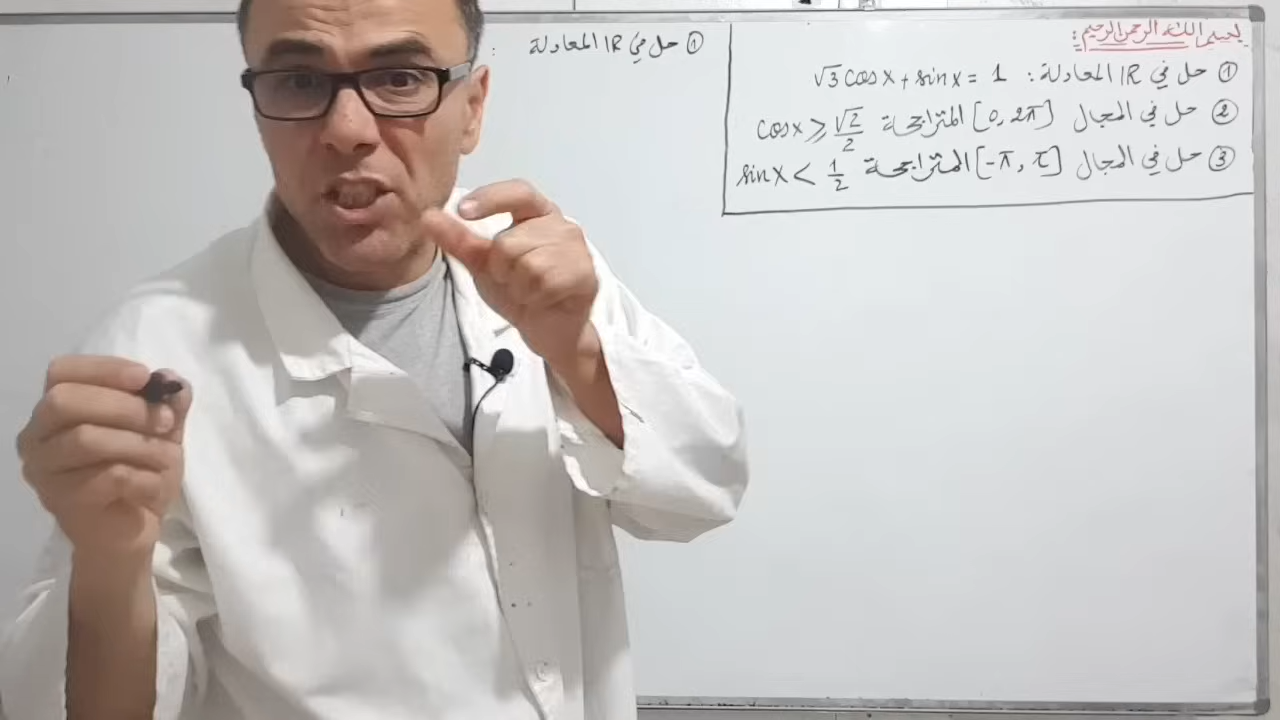 بسم الله الرحمن الرحيم :
① حل في IR المعادلة : √3 cos x + sin x = 1
② حل في المجال [0, 2π] المتراجحة cos x ⩾ √2/2
③ حل في المجال [-π, π] المتراجحة sin x < 1/2
① حل في IR المعادلة :